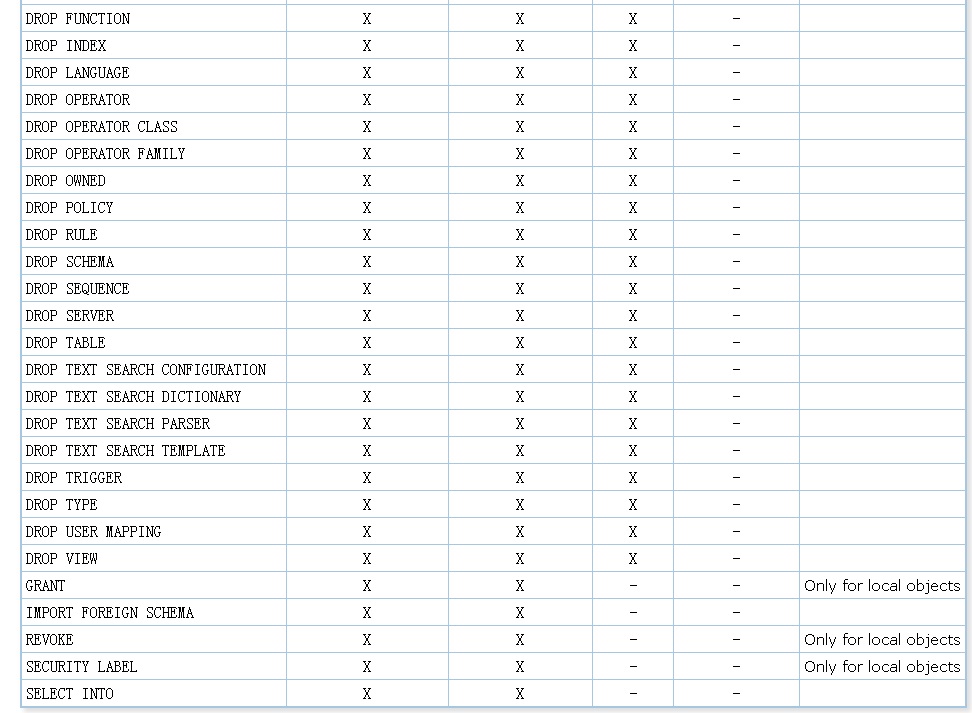 DROP FUNCTION X X X -
DROP INDEX X X X -
DROP LANGUAGE X X X -
DROP OPERATOR X X X -
DROP OPERATOR CLASS X X X -
DROP OPERATOR FAMILY X X X -
DROP OWNED X X X -
DROP POLICY X X X -
DROP RULE X X X -
DROP SCHEMA X X X -
DROP SEQUENCE X X X -
DROP SERVER X X X -
DROP TABLE X X X -
DROP TEXT SEARCH CONFIGURATION X X X -
DROP TEXT SEARCH DICTIONARY X X X -
DROP TEXT SEARCH PARSER X X X -
DROP TEXT SEARCH TEMPLATE X X X -
DROP TRIGGER X X X -
DROP TYPE X X X -
DROP USER MAPPING X X X -
DROP VIEW X X X -
GRANT X X - - Only for local objects
IMPORT FOREIGN SCHEMA X X - -
REVOKE X X - - Only for local objects
SECURITY LABEL X X - - Only for local objects
SELECT INTO X X - -